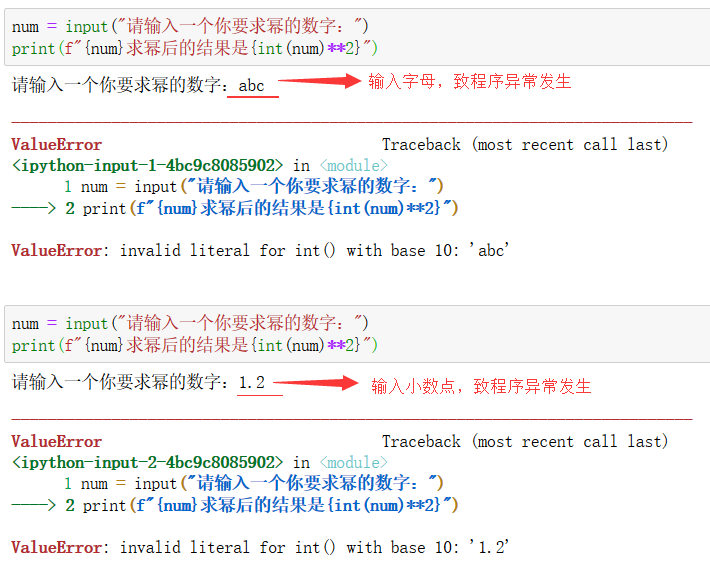 num = input("请输入一个你要求幂的数字：")
print(f"{num}求幂后的结果是{int(num)**2}")
请输入一个你要求幂的数字：abc 输入字母，致程序异常发生
---------------------------------------------------------------------------
ValueError Traceback (most recent call last)
<ipython-input-1-4bc9c8085902> in <module>
1 num = input("请输入一个你要求幂的数字：")
----> 2 print(f"{num}求幂后的结果是{int(num)**2}")
ValueError: invalid literal for int() with base 10: 'abc'
num = input("请输入一个你要求幂的数字：")
print(f"{num}求幂后的结果是{int(num)**2}")
请输入一个你要求幂的数字：1.2 输入小数点，致程序异常发生
---------------------------------------------------------------------------
ValueError Traceback (most recent call last)
<ipython-input-2-4bc9c8085902> in <module>
1 num = input("请输入一个你要求幂的数字：")
----> 2 print(f"{num}求幂后的结果是{int(num)**2}")
ValueError: invalid literal for int() with base 10: '1.2'